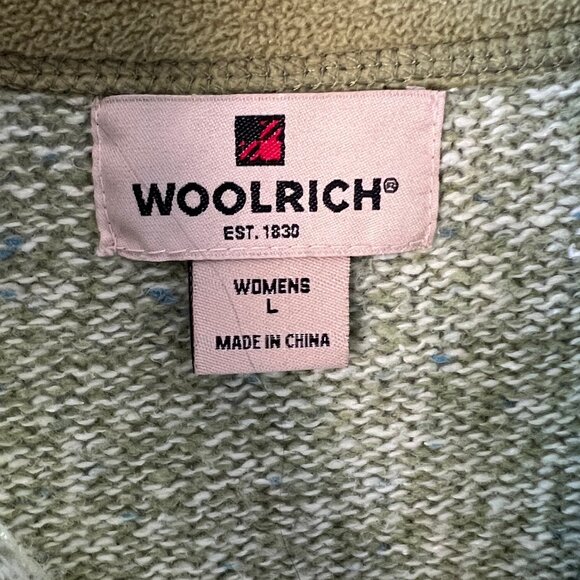 WOOLRICH®
EST. 1830
WOMENS
L
MADE IN CHINA